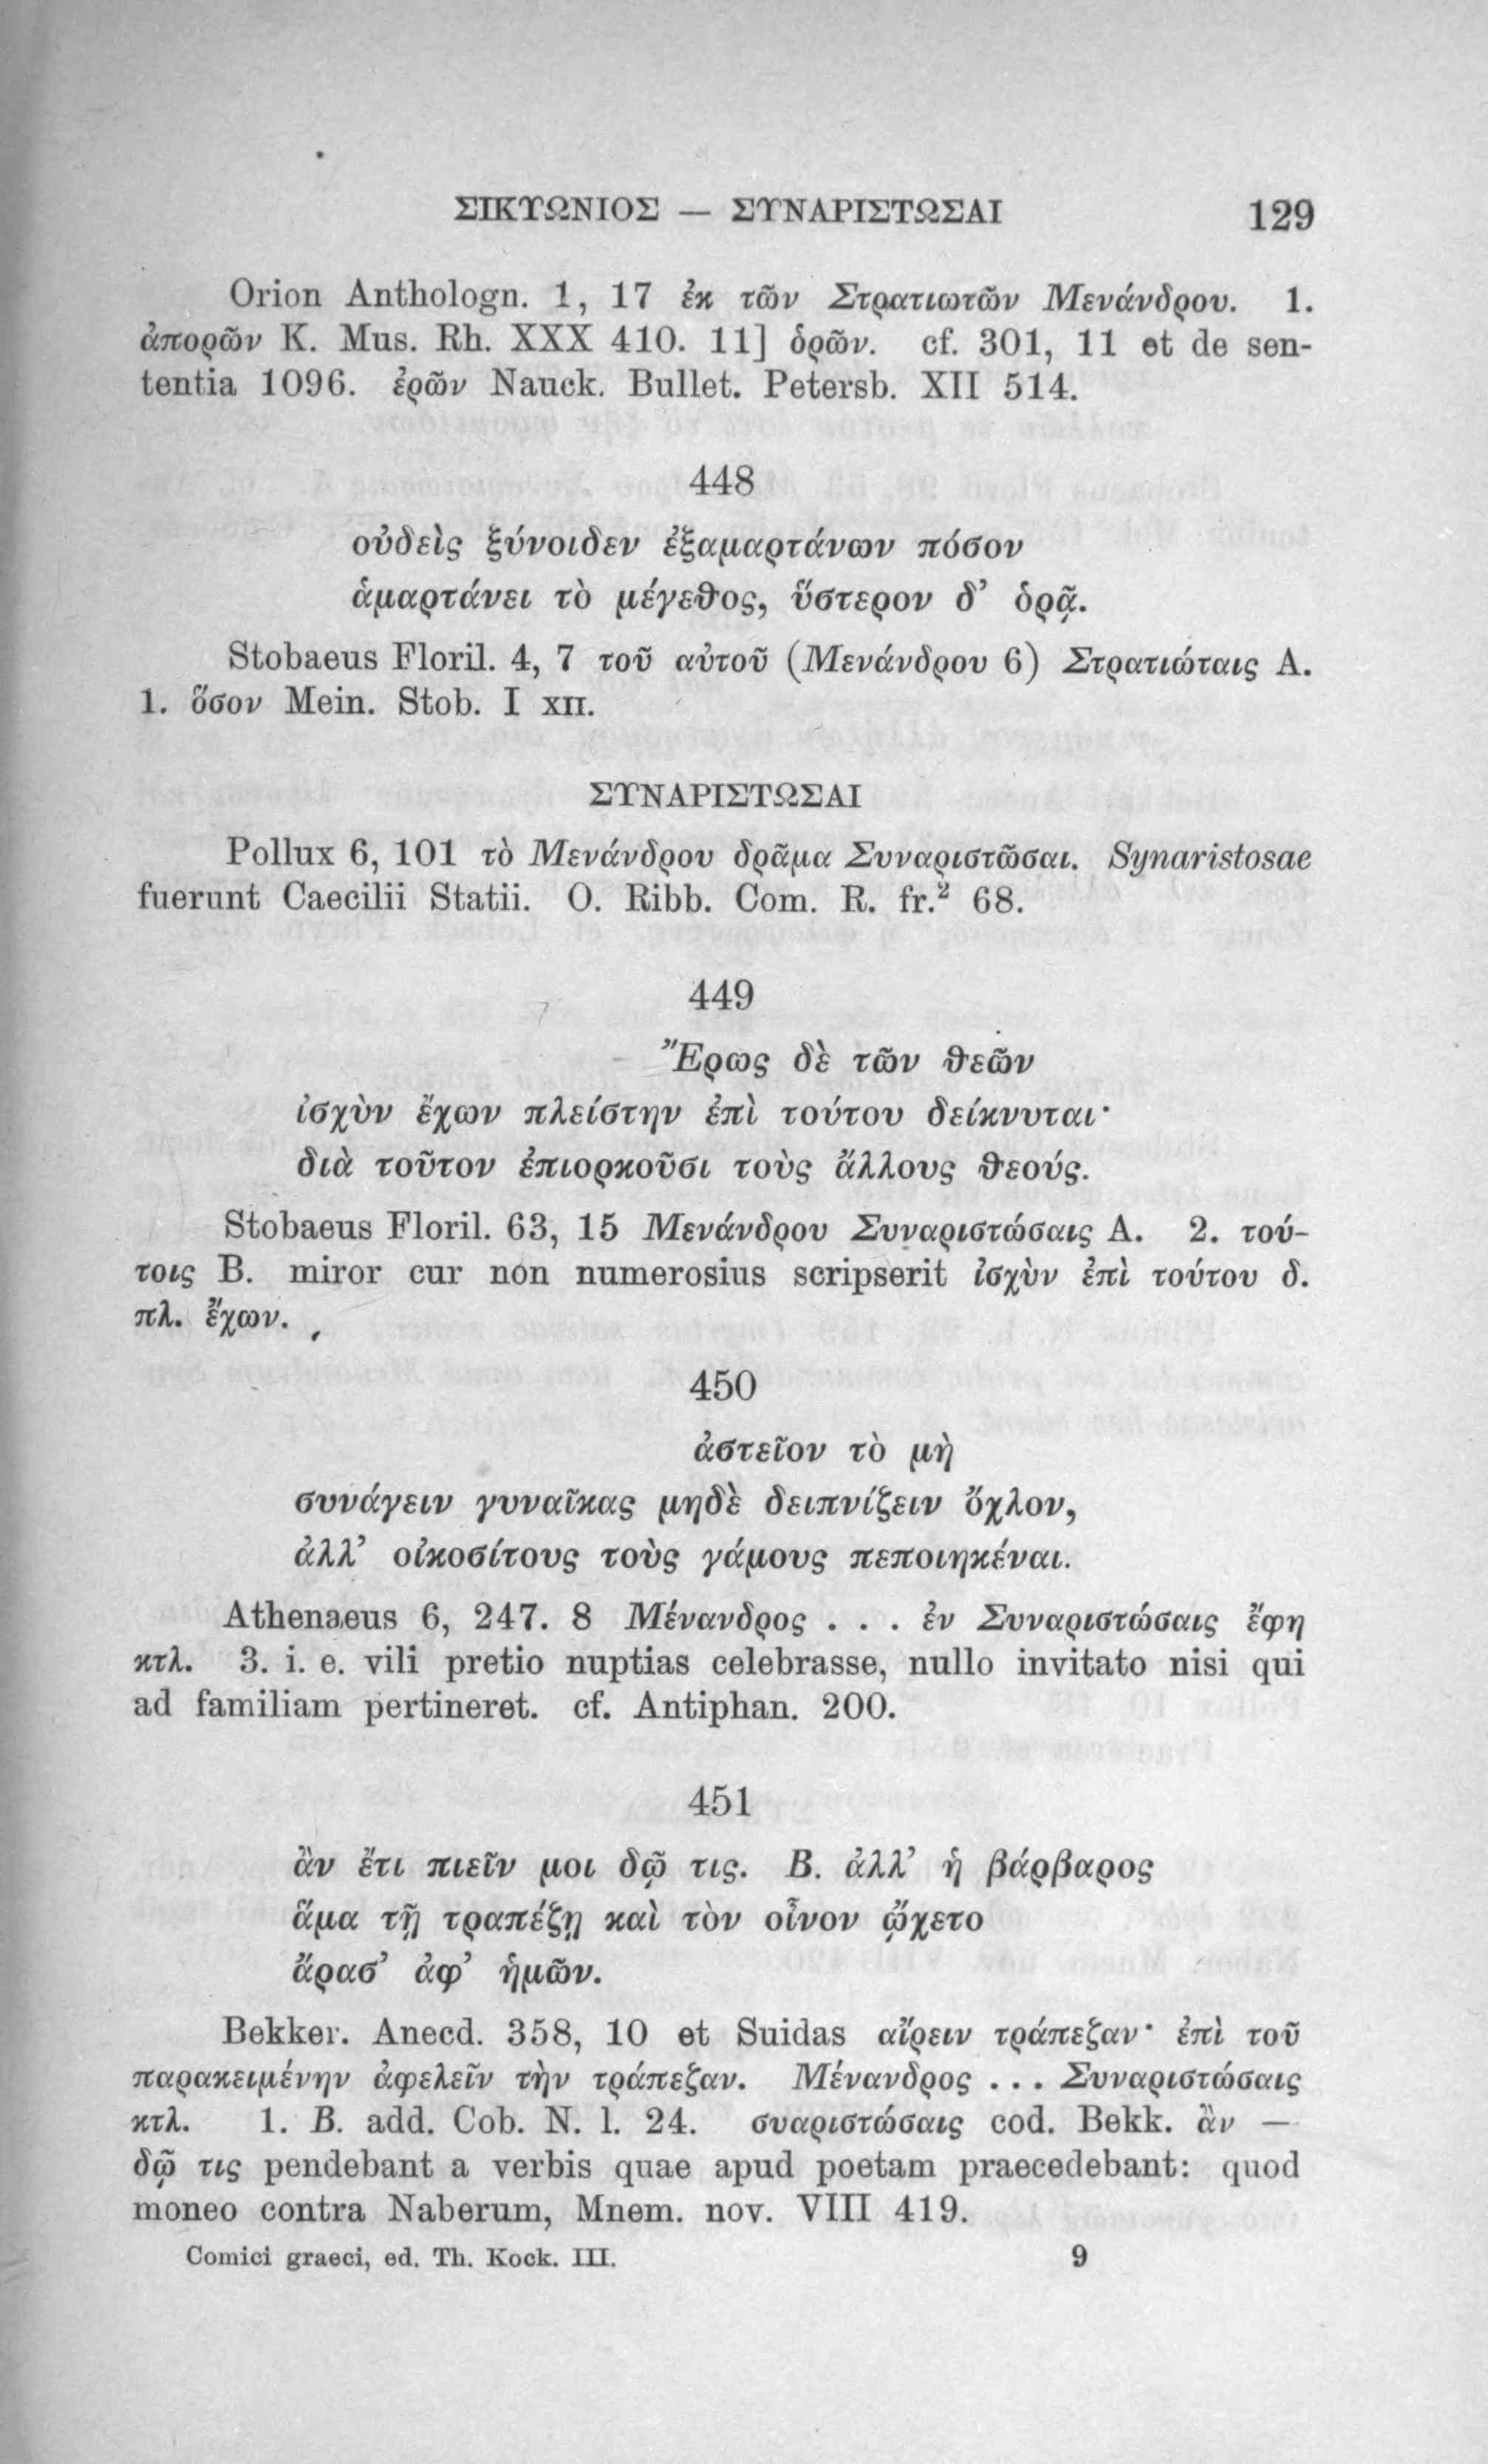 ΣΙΚΥΩΝΙΟΣ — ΣΥΝΑΡΙΣΤΩΣΑΙ 129
Orion Anthologn. 1, 17 ἐκ τῶν Στρατιωτῶν Μενάνδρου. 1.
ἀπορῶν K. Mus. Rh. XXX 410. 11] ὁρῶν. cf. 301, 11 et de sen-
tentia 1096. ἐρῶν Nauck. Bullet. Petersb. XII 514.
448
οὐδεὶς ξύνοιδεν ἐξαμαρτάνων πόσον
ἁμαρτάνει τὸ μέγεθος, ὕστερον δ’ ὁρᾷ.
Stobaeus Floril. 4, 7 τοῦ αὐτοῦ (Μενάνδρου 6) Στρατιώταις A.
1. ὅσον Mein. Stob. I XII.
ΣΥΝΑΡΙΣΤΩΣΑΙ
Pollux 6, 101 τὸ Μενάνδρου δρᾶμα Συναριστῶσαι. Synaristosae
fuerunt Caecilii Statii. O. Ribb. Com. R. fr.² 68.
449
Ἔρως δὲ τῶν θεῶν
ἰσχὺν ἔχων πλείστην ἐπὶ τούτου δείκνυται·
διὰ τοῦτον ἐπιορκοῦσι τοὺς ἄλλους θεούς.
Stobaeus Floril. 63, 15 Μενάνδρου Συναριστώσαις A. 2. τού-
τοις B. miror cur non numerosius scripserit ἰσχὺν ἐπὶ τούτου δ.
πλ. ἔχων.
450
ἀστεῖον τὸ μὴ
συνάγειν γυναῖκας μηδὲ δειπνίζειν ὄχλον,
ἀλλ’ οἰκοσίτους τοὺς γάμους πεποιηκέναι.
Athenaeus 6, 247. 8 Μένανδρος . . . ἐν Συναριστώσαις ἔφη
κτλ. 3. i. e. vili pretio nuptias celebrasse, nullo invitato nisi qui
ad familiam pertineret. cf. Antiphan. 200.
451
ἂν ἔτι πιεῖν μοι δῷ τις. Β. ἀλλ’ ἡ βάρβαρος
ἅμα τῇ τραπέζῃ καὶ τὸν οἶνον ᾤχετο
ἄρασ’ ἀφ’ ἡμῶν.
Bekker. Anecd. 358, 10 et Suidas αἴρειν τράπεζαν· ἐπὶ τοῦ
παρακειμένην ἀφελεῖν τὴν τράπεζαν. Μένανδρος ... Συναριστώσαις
κτλ. 1. B. add. Cob. N. l. 24. συαριστώσαις cod. Bekk. ἂν —
δῷ τις pendebant a verbis quae apud poetam praecedebant: quod
moneo contra Naberum, Mnem. nov. VIII 419.
Comici graeci, ed. Th. Kock. III. 9